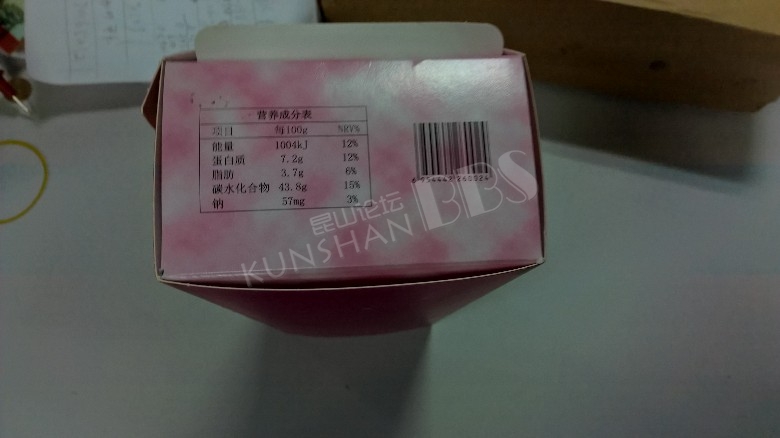 营养成分表
项目 每100g NRV%
能量 1004kJ 12%
蛋白质 7.2g 12%
脂肪 3.7g 6%
碳水化合物 43.8g 15%
钠 57mg 3%
昆山论坛
KUNSHAN BBS